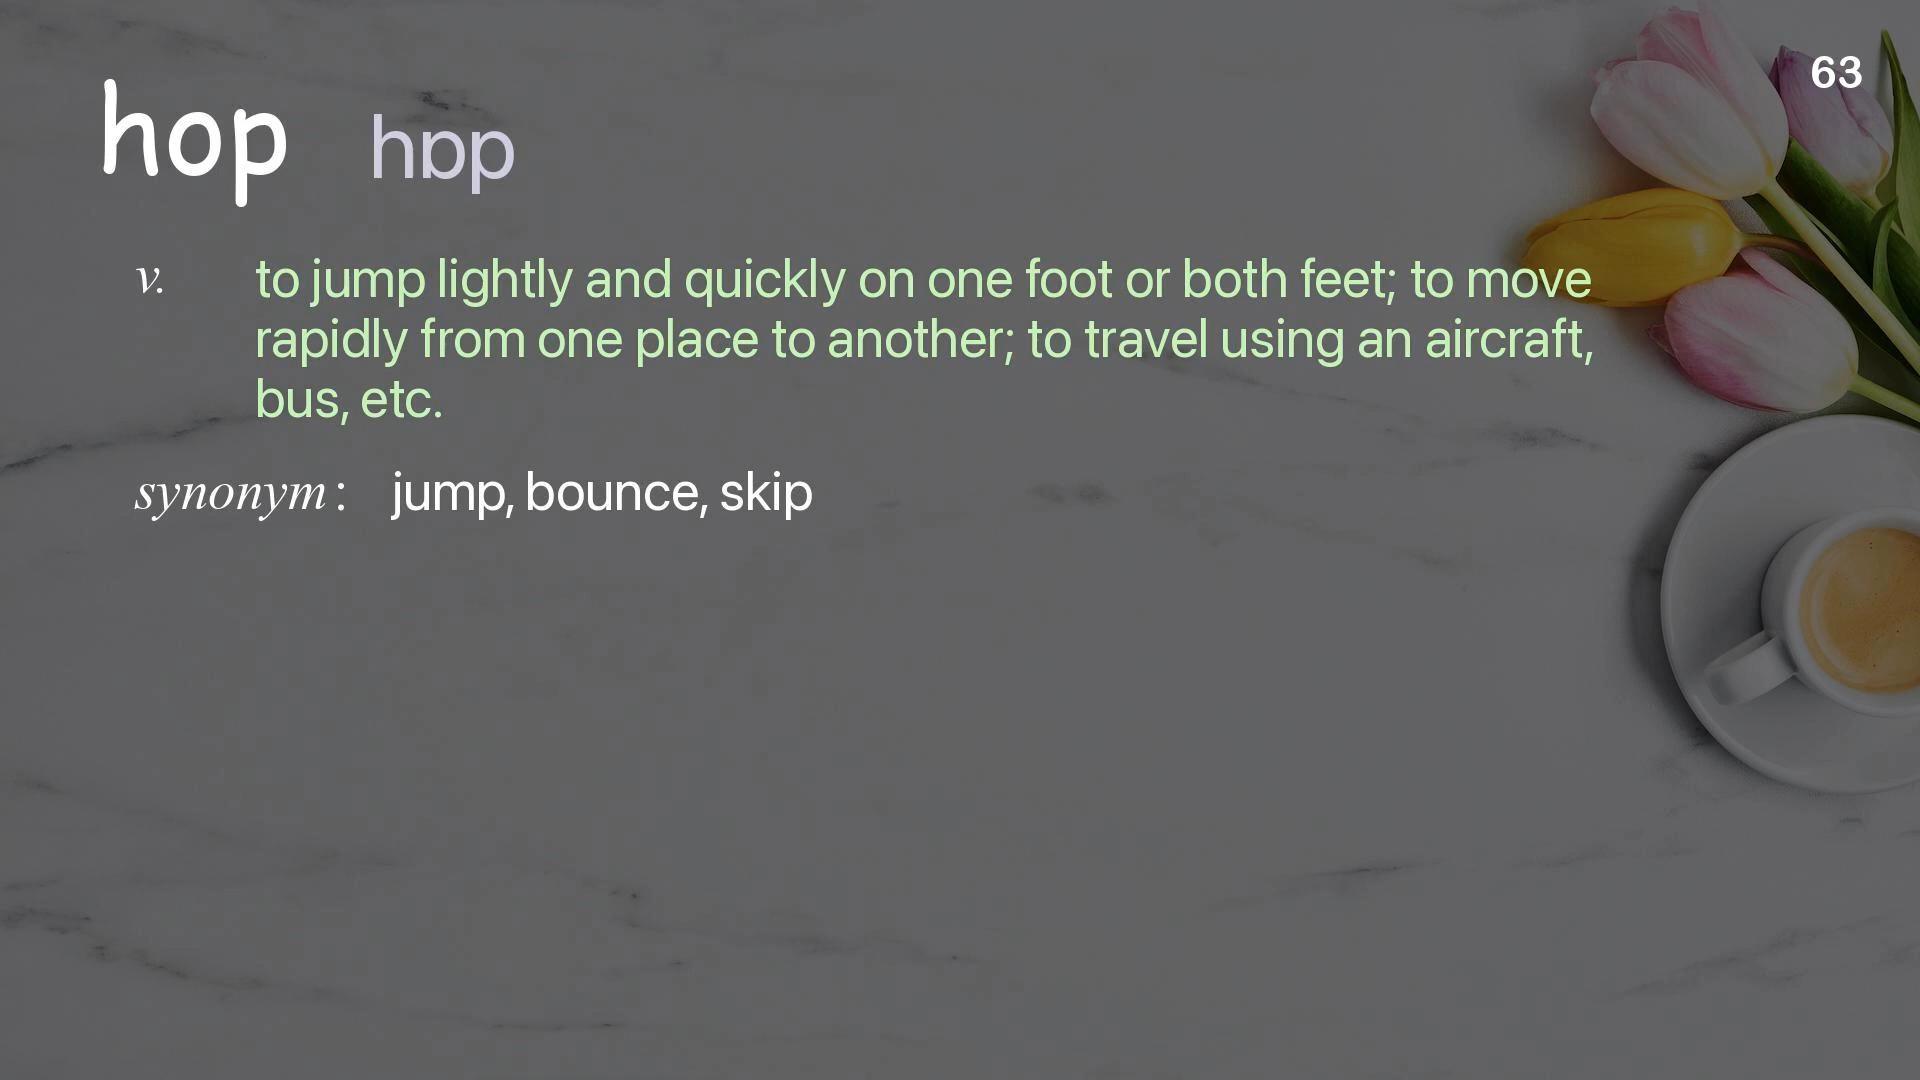 63
hop hɒp
v. to jump lightly and quickly on one foot or both feet; to move
rapidly from one place to another; to travel using an aircraft,
bus, etc.
synonym : jump, bounce, skip